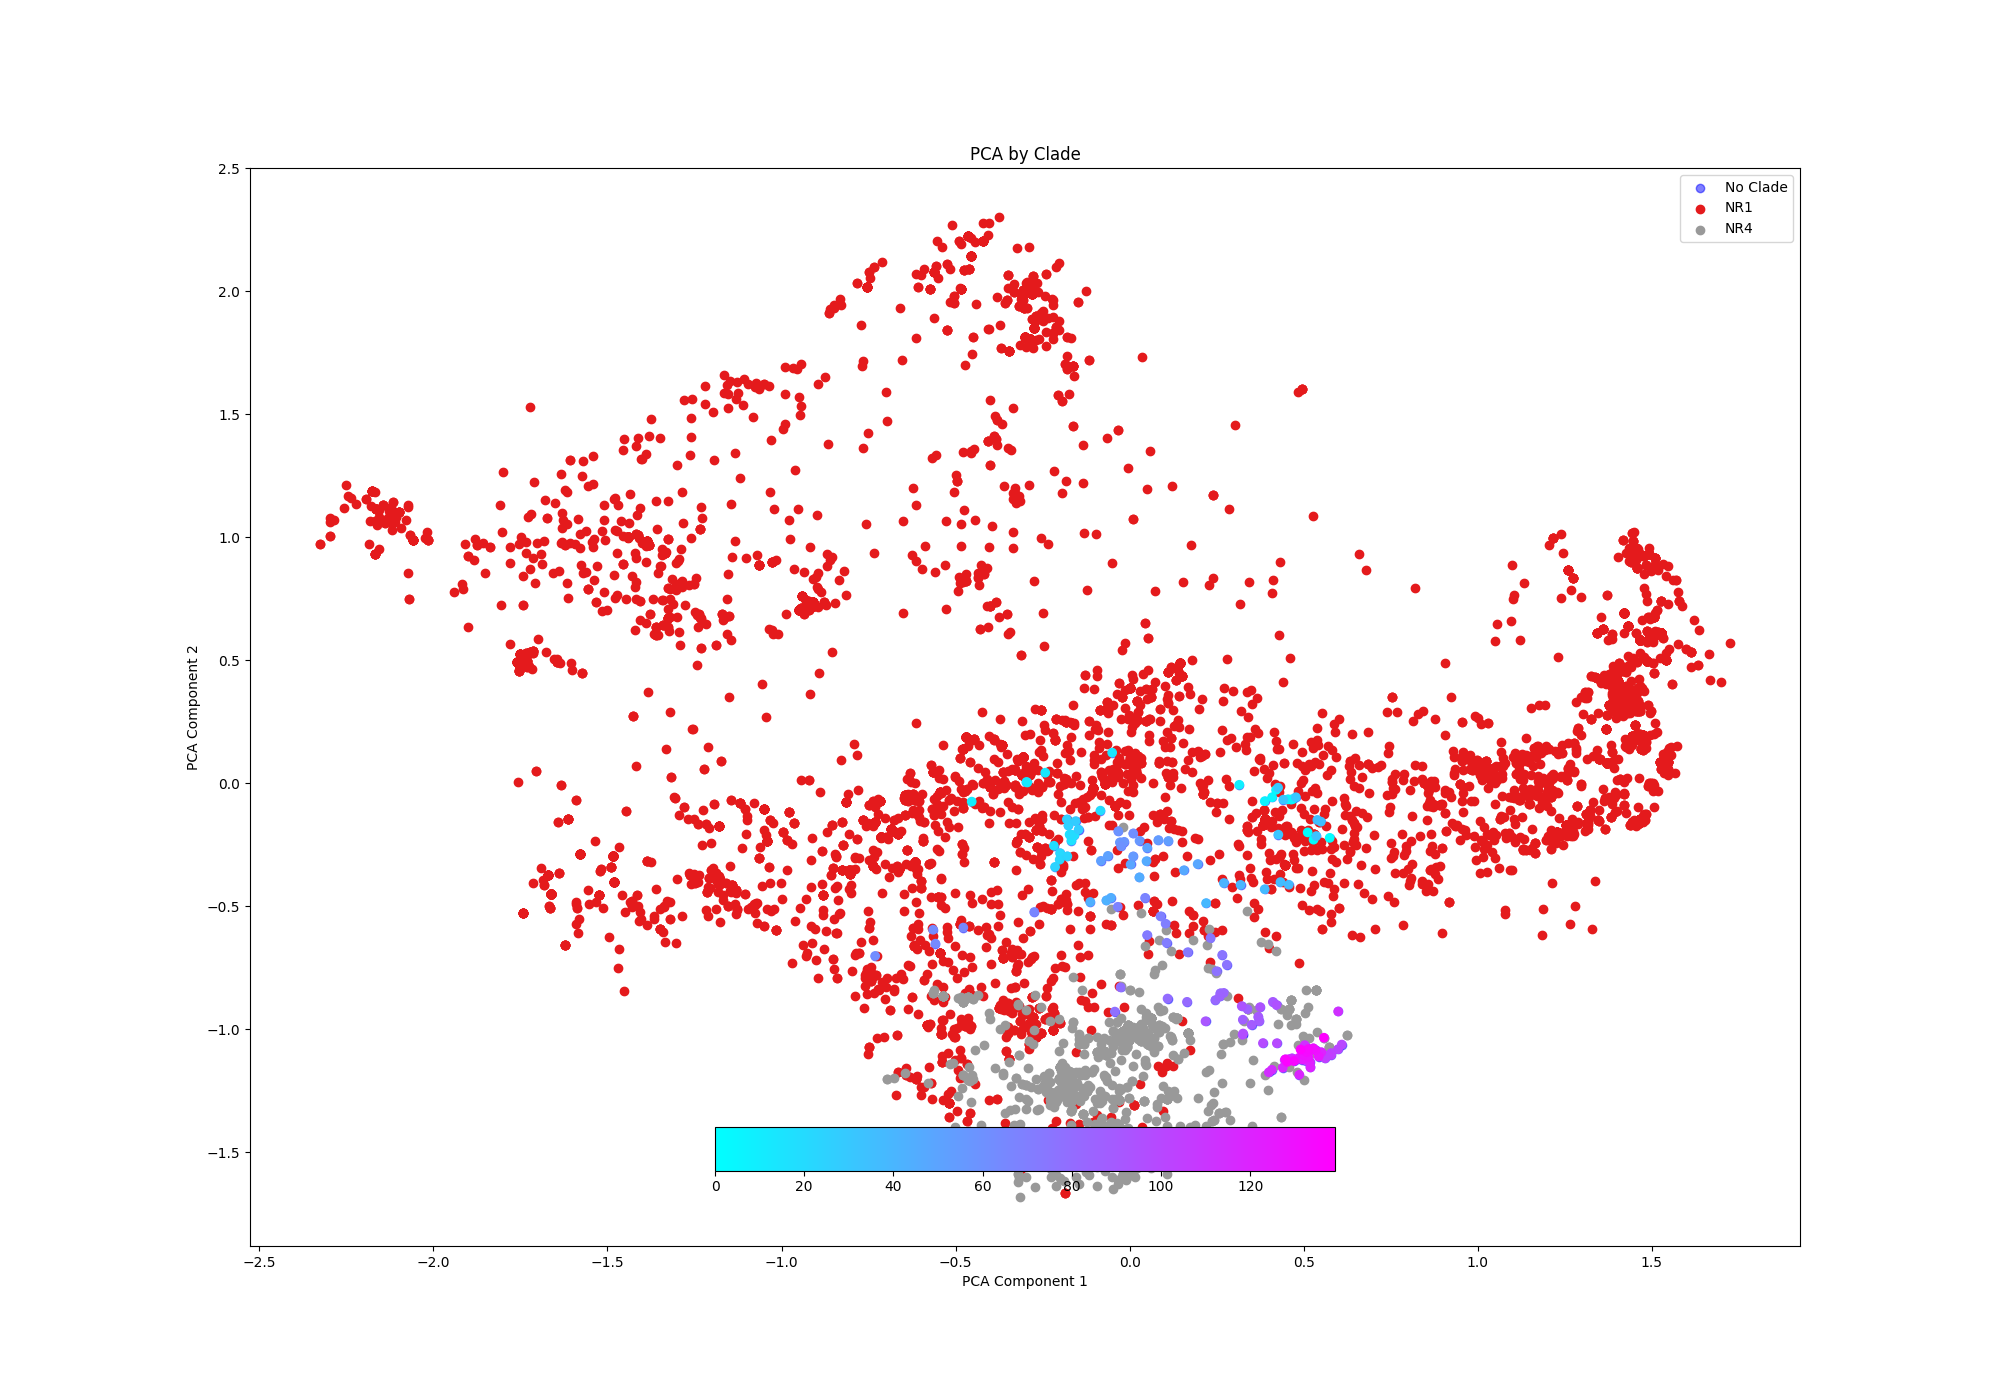 PCA by Clade
No Clade
NR1
NR4
PCA Component 2
2.5
2.0
1.5
1.0
0.5
0.0
−0.5
−1.0
−1.5
0 20 40 60 80 100 120
−2.5 −2.0 −1.5 −1.0 −0.5 0.0 0.5 1.0 1.5
PCA Component 1